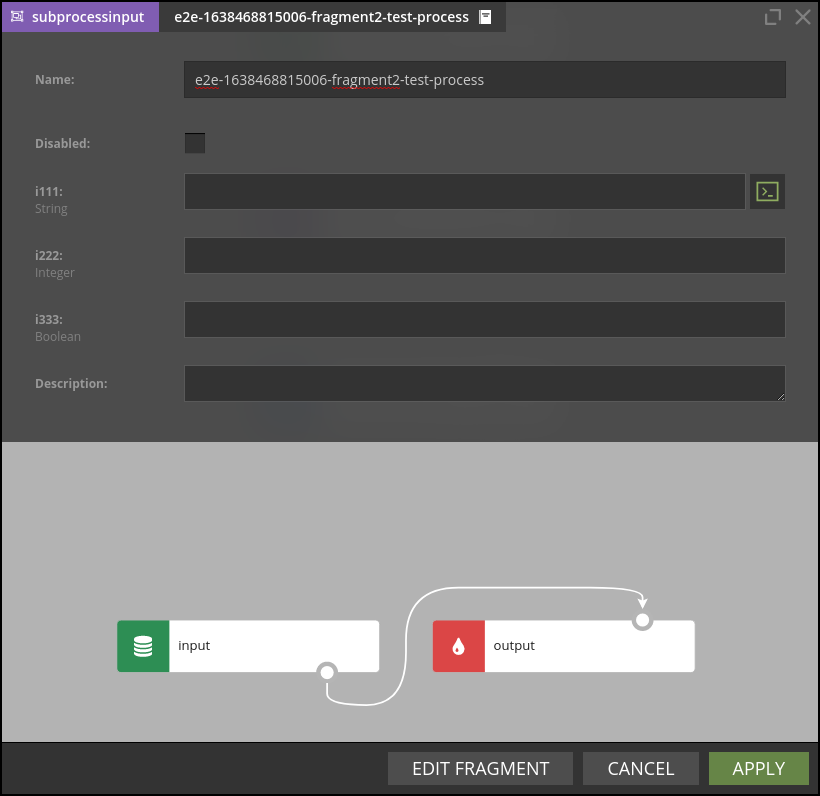 subprocessinput
e2e-1638468815006-fragment2-test-process
Name:
e2e-1638468815006-fragment2-test-process
Disabled:
i111:
String
i222:
Integer
i333:
Boolean
Description:
input
output
EDIT FRAGMENT
CANCEL
APPLY